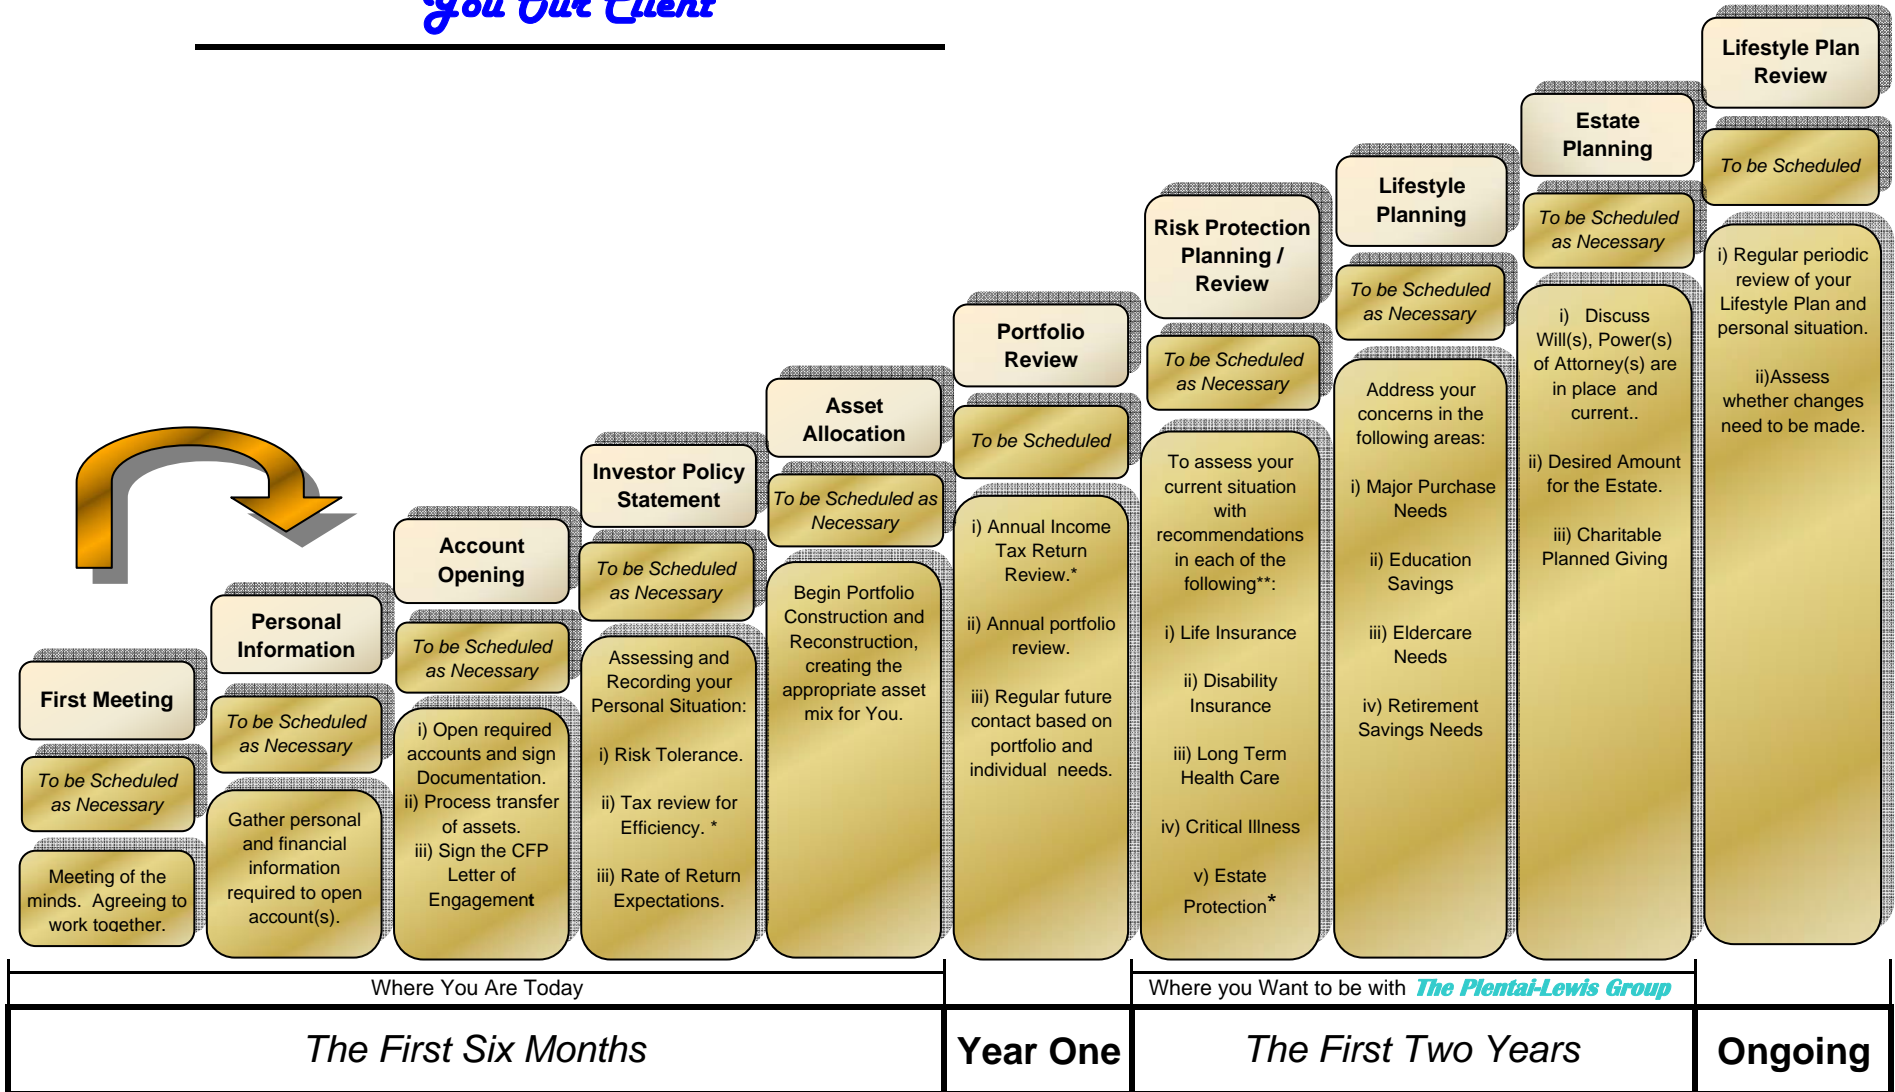 You Our Client
First Meeting
To be Scheduled
as Necessary
Meeting of the
minds.  Agreeing to
work together.
Personal
Information
To be Scheduled
as Necessary
Gather personal
and financial
information
required to open
account(s).
Account
Opening
To be Scheduled
as Necessary
i) Open required
accounts and sign
Documentation.
ii) Process transfer
of assets.
iii) Sign the CFP
Letter of
Engagement
Investor Policy
Statement
To be Scheduled
as Necessary
Assessing and
Recording your
Personal Situation:
i) Risk Tolerance.
ii) Tax review for
Efficiency. *
iii) Rate of Return
Expectations.
Asset
Allocation
To be Scheduled as
Necessary
Begin Portfolio
Construction and
Reconstruction,
creating the
appropriate asset
mix for You.
Portfolio
Review
To be Scheduled
i) Annual Income
Tax Return
Review.*
ii) Annual portfolio
review.
iii) Regular future
contact based on
portfolio and
individual  needs.
Risk Protection
Planning /
Review
To be Scheduled
as Necessary
To assess your
current situation
with
recommendations
in each of the
following**:
i) Life Insurance
ii) Disability
Insurance
iii) Long Term
Health Care
iv) Critical Illness
v) Estate
Protection*
Lifestyle
Planning
To be Scheduled
as Necessary
Address your
concerns in the
following areas:
i) Major Purchase
Needs
ii) Education
Savings
iii) Eldercare
Needs
iv) Retirement
Savings Needs
Estate
Planning
To be Scheduled
as Necessary
i)   Discuss
Will(s), Power(s)
of Attorney(s) are
in place  and
current..
ii) Desired Amount
for the Estate.
iii) Charitable
Planned Giving
Lifestyle Plan
Review
To be Scheduled
i) Regular periodic
review of your
Lifestyle Plan and
personal situation.
ii)Assess
whether changes
need to be made.
Where You Are Today
Where you Want to be with The Plentai-Lewis Group
The First Six Months
Year One
The First Two Years
Ongoing